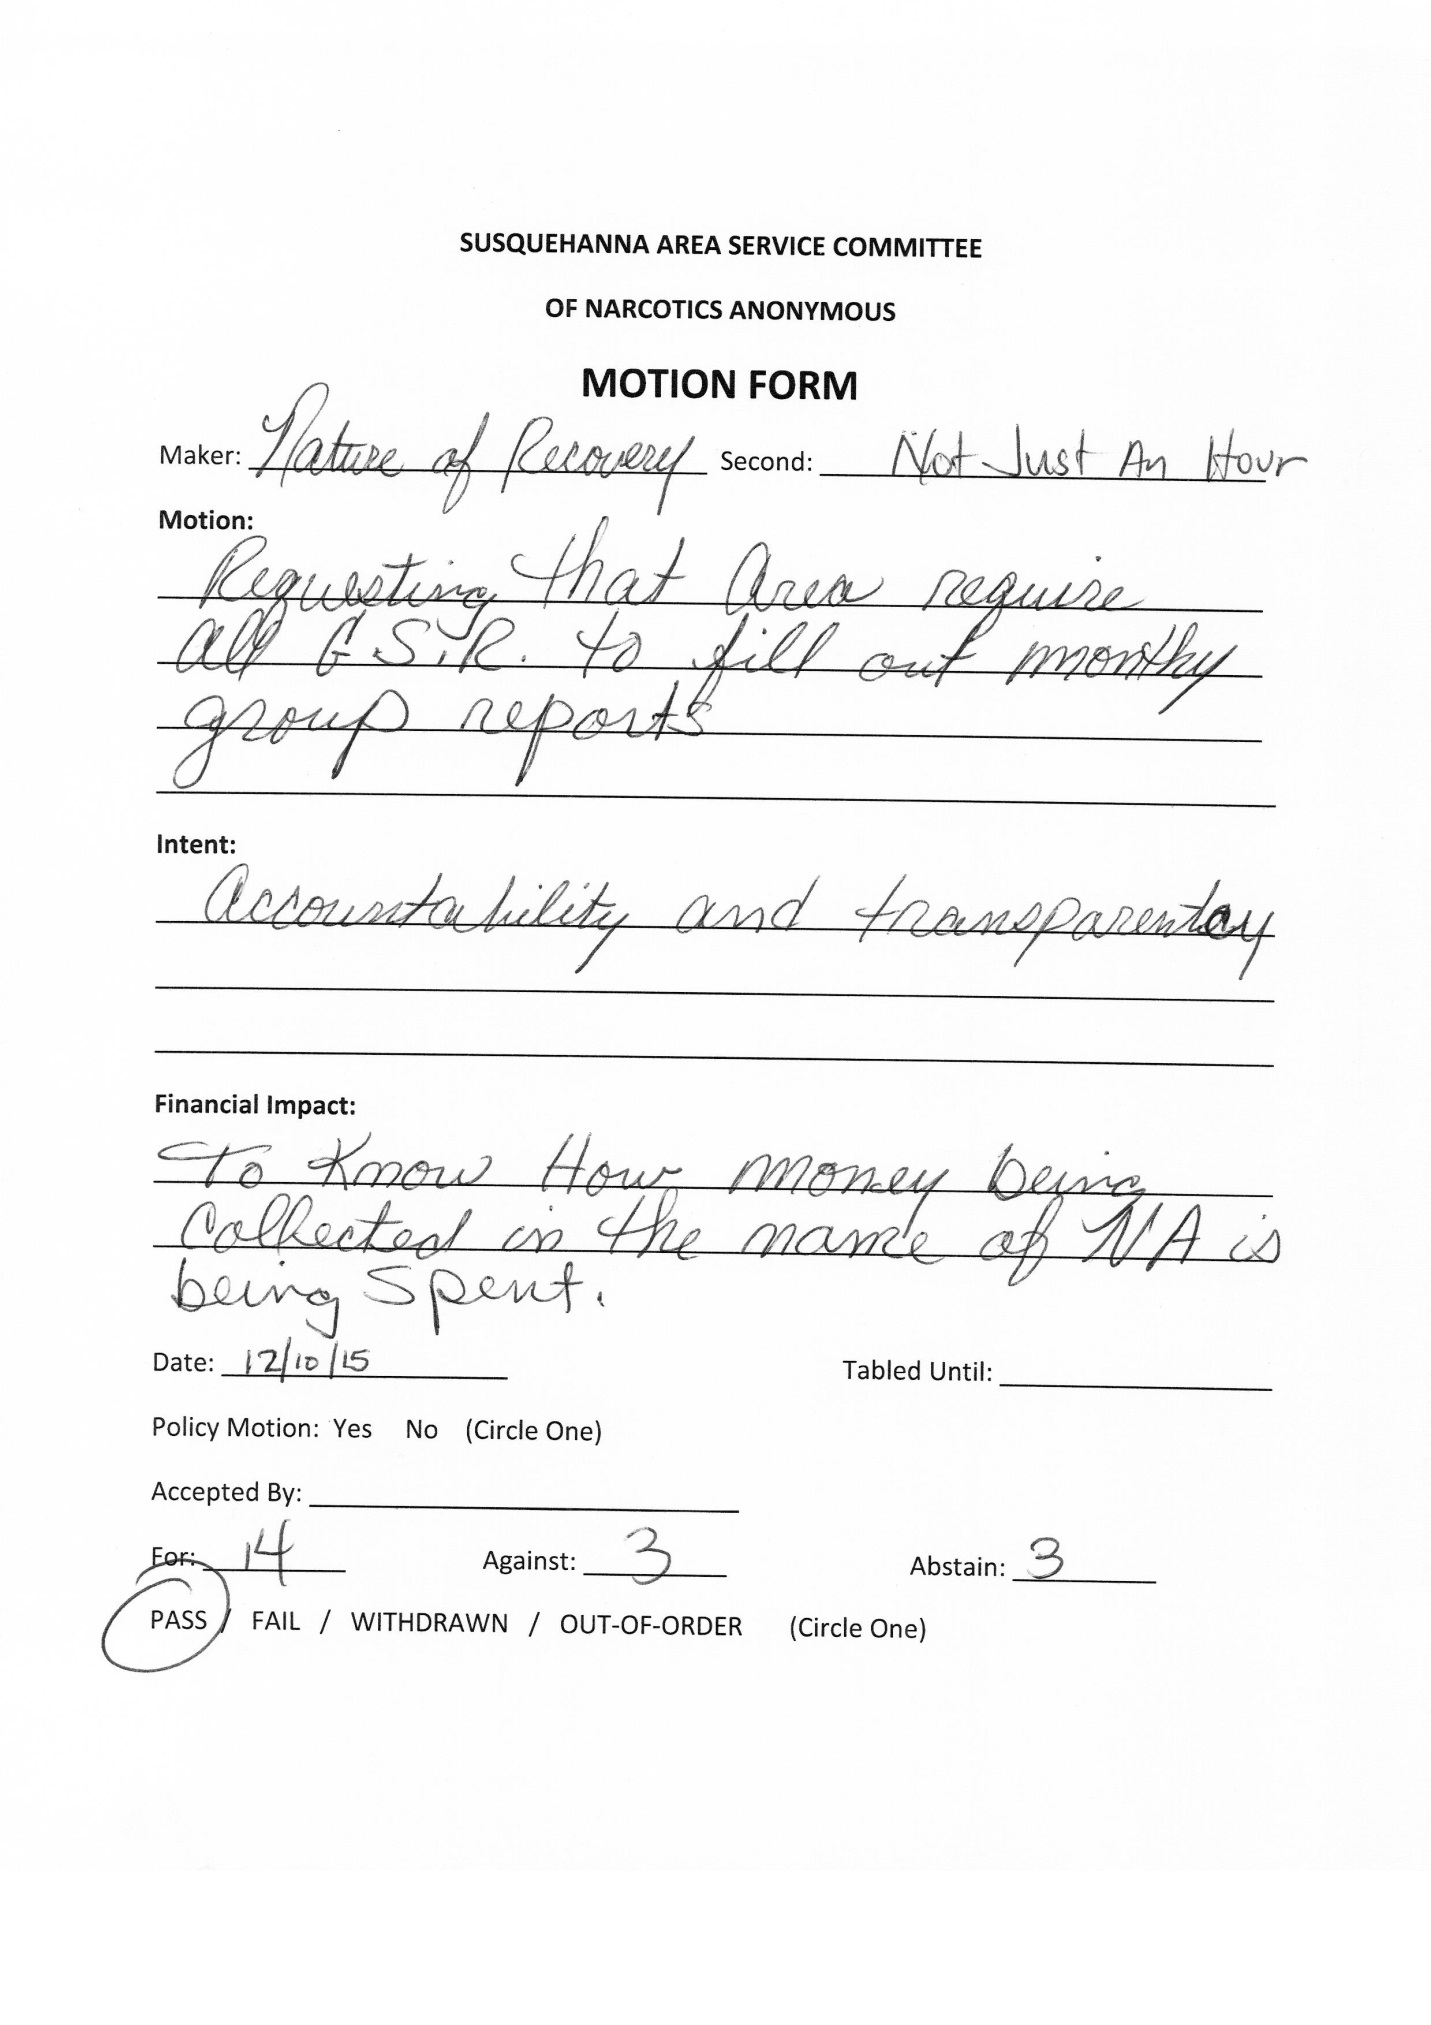 SUSQUEHANNA AREA SERVICE COMMITTEE
OF NARCOTICS ANONYMOUS
MOTION FORM
Maker: Nature of Recovery Second: Not Just An Hour
Motion:
Requesting that Area require
all G.S.R. to fill out monthy
group reports
Intent:
Accountability and transparentcy
Financial Impact:
To Know How money being
Collected in the name of NA is
being spent.
Date: 12/10/15 Tabled Until:
Policy Motion: Yes No (Circle One)
Accepted By:
For: 14 Against: 3 Abstain: 3
PASS / FAIL / WITHDRAWN / OUT-OF-ORDER (Circle One)